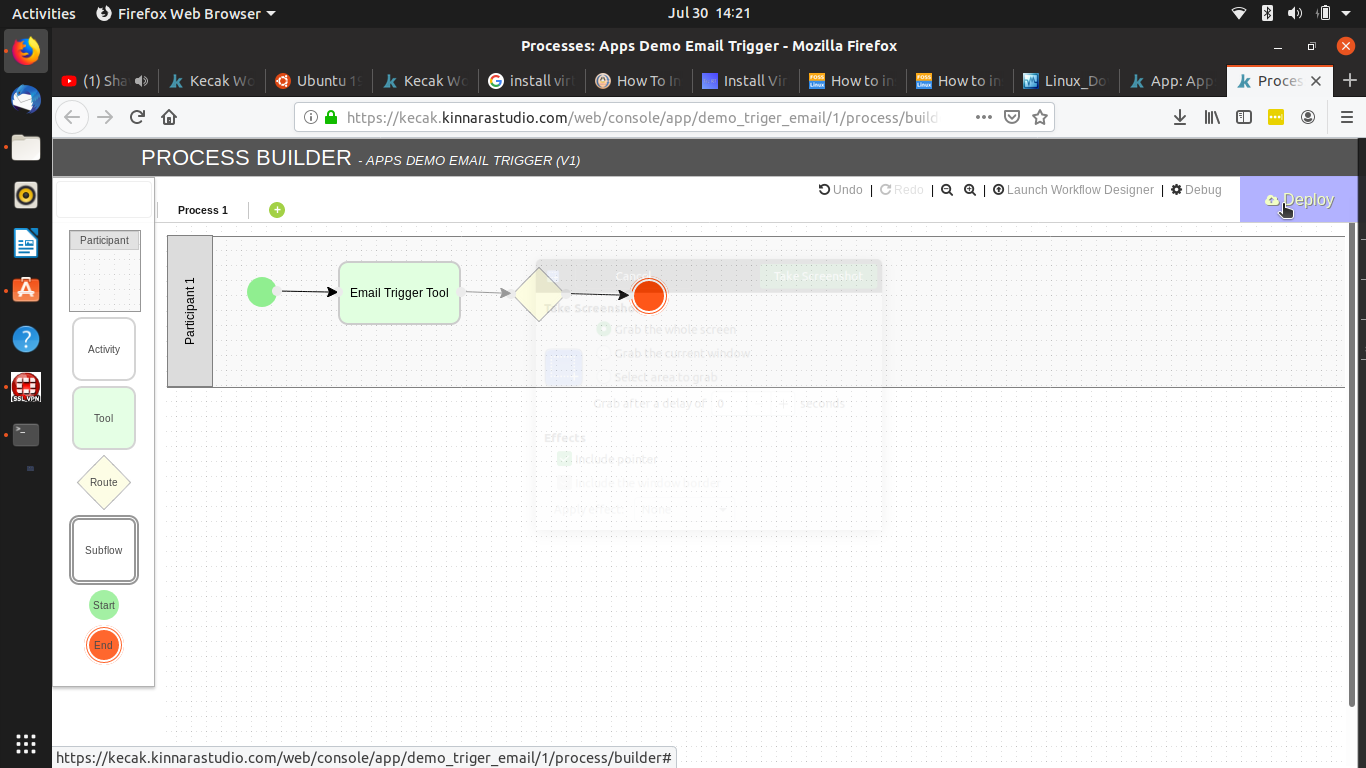 Activities
Firefox Web Browser
Jul 30 14:21
Processes: Apps Demo Email Trigger - Mozilla Firefox
(1) Sha
Kecak Wo
Ubuntu 1
Kecak Wo
install viri
How To In
Install Vir
How to in
How to in
Linux_Do
App: App
Proces
https://kecak.kinnarastudio.com/web/console/app/demo_triger_email/1/process/build
PROCESS BUILDER - APPS DEMO EMAIL TRIGGER (V1)
Undo | Redo | | Launch Workflow Designer | Debug
Deploy
Process 1
Participant
Activity
Tool
Route
Subflow
Start
End
Participant 1
Email Trigger Tool
Cancel
Take Screenshot
Take Screenshot
Grab the whole screen
Grab the current window
Select area to grab
Grab after a delay of 0 seconds
Effects
Include pointer
Include the window border
SSL VPN
https://kecak.kinnarastudio.com/web/console/app/demo_triger_email/1/process/builder#